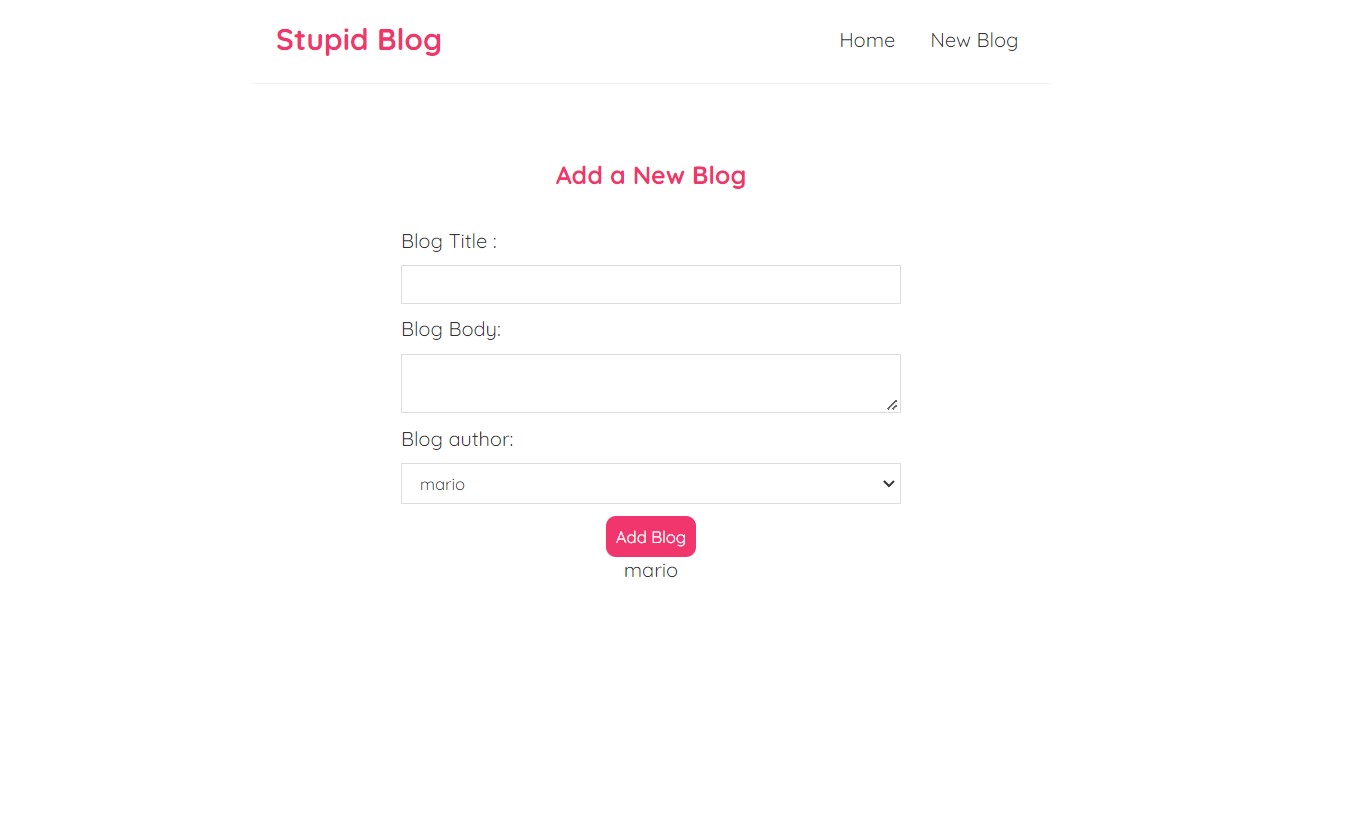 Stupid Blog
Home New Blog
Add a New Blog
Blog Title :
Blog Body:
Blog author:
mario
Add Blog
mario